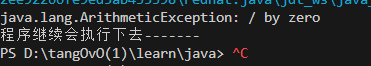 java.lang.ArithmeticException: / by zero
程序继续会执行下去-------
PS D:\tangOvO(1)\learn\java> ^C